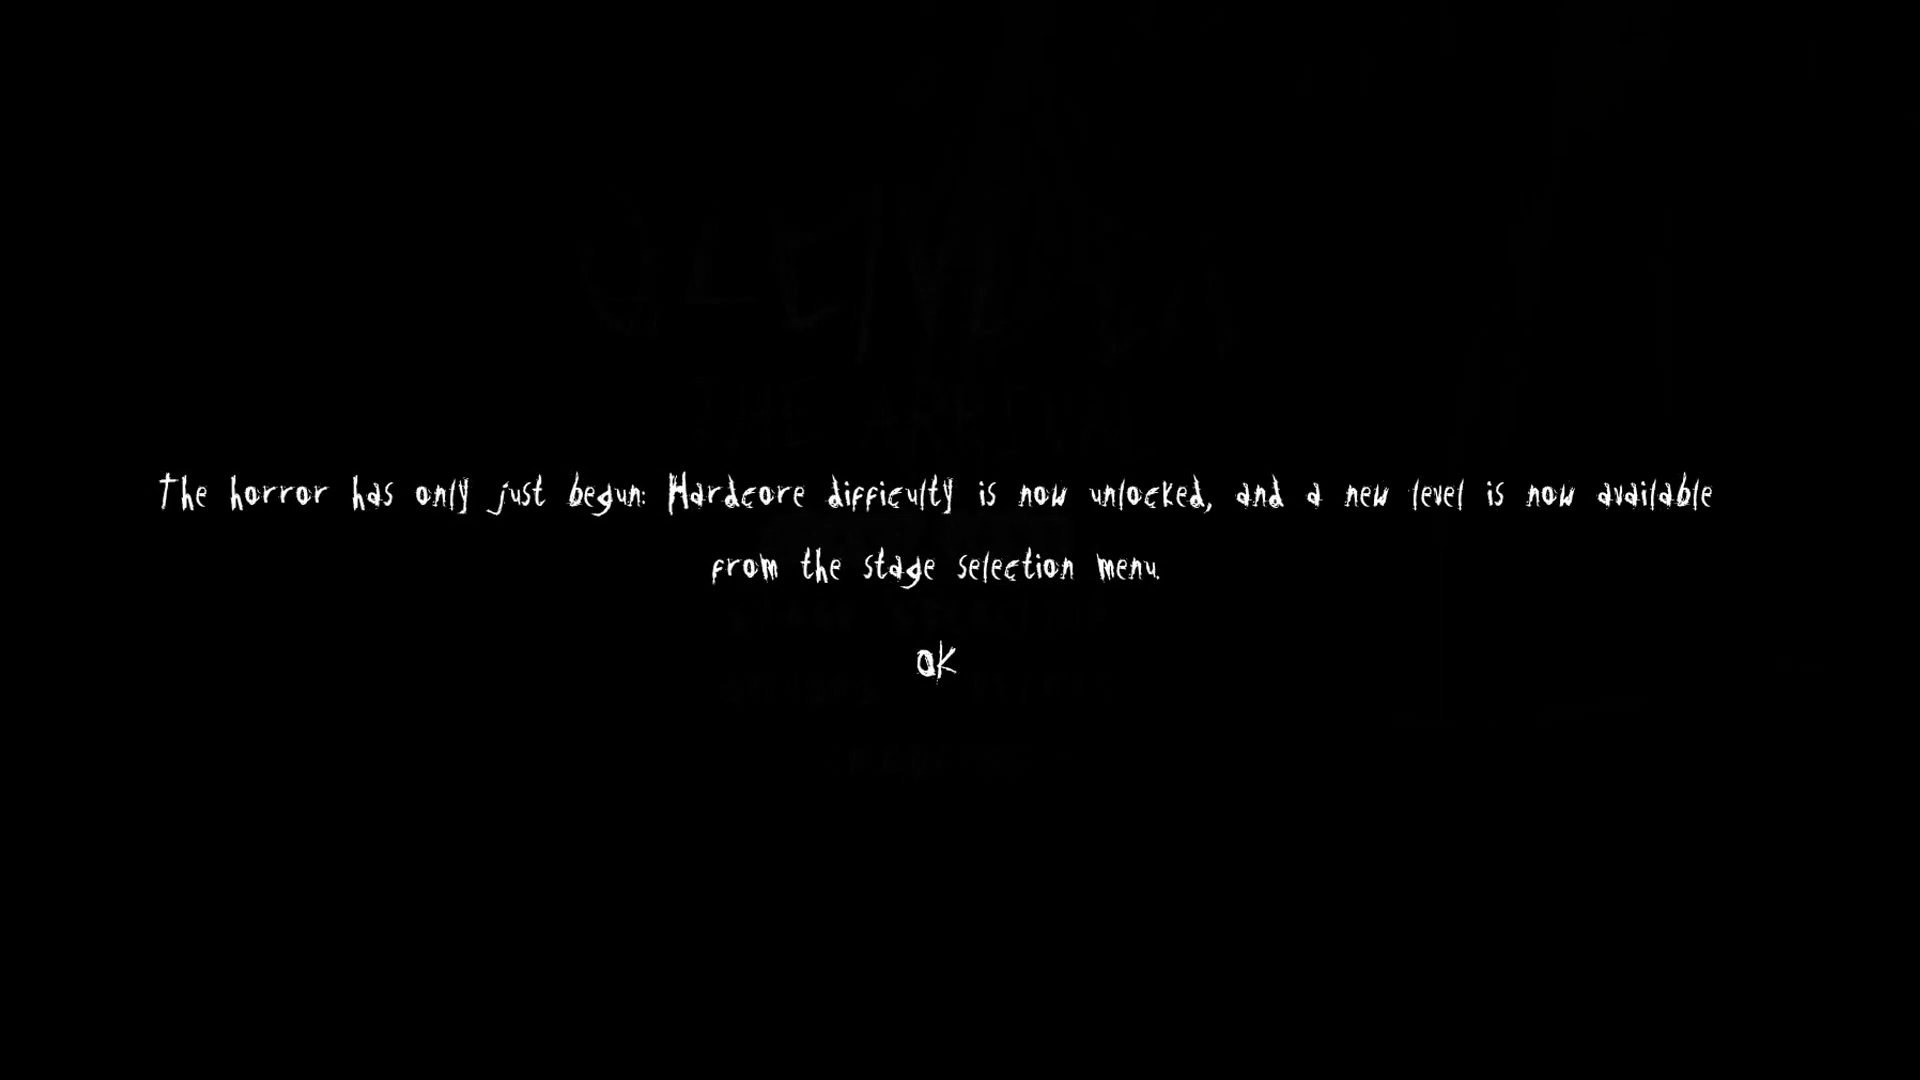 The horror has only just begun: Hardcore difficulty is now unlocked, and a new level is now available
from the stage selection menu.
OK